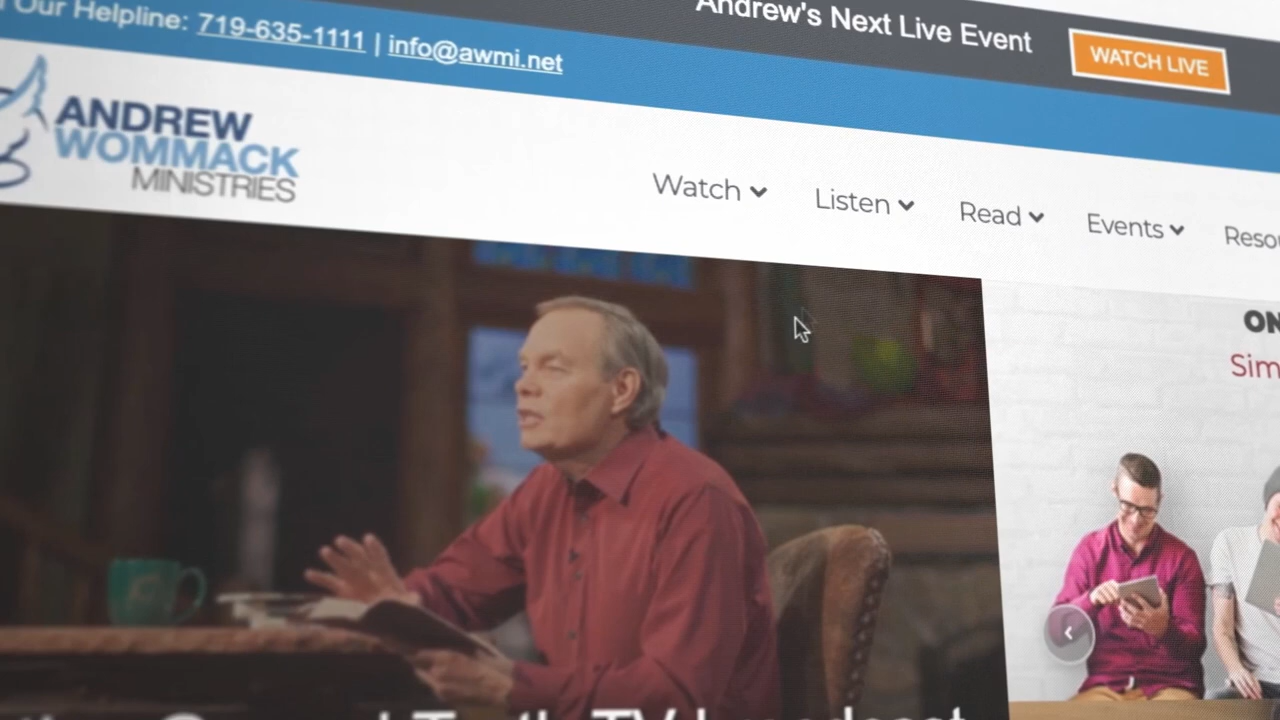 Our Helpline: 719-635-1111 | info@awmi.net
Andrew's Next Live Event
WATCH LIVE
ANDREW
WOMMACK
MINISTRIES
Watch
Listen
Read
Events